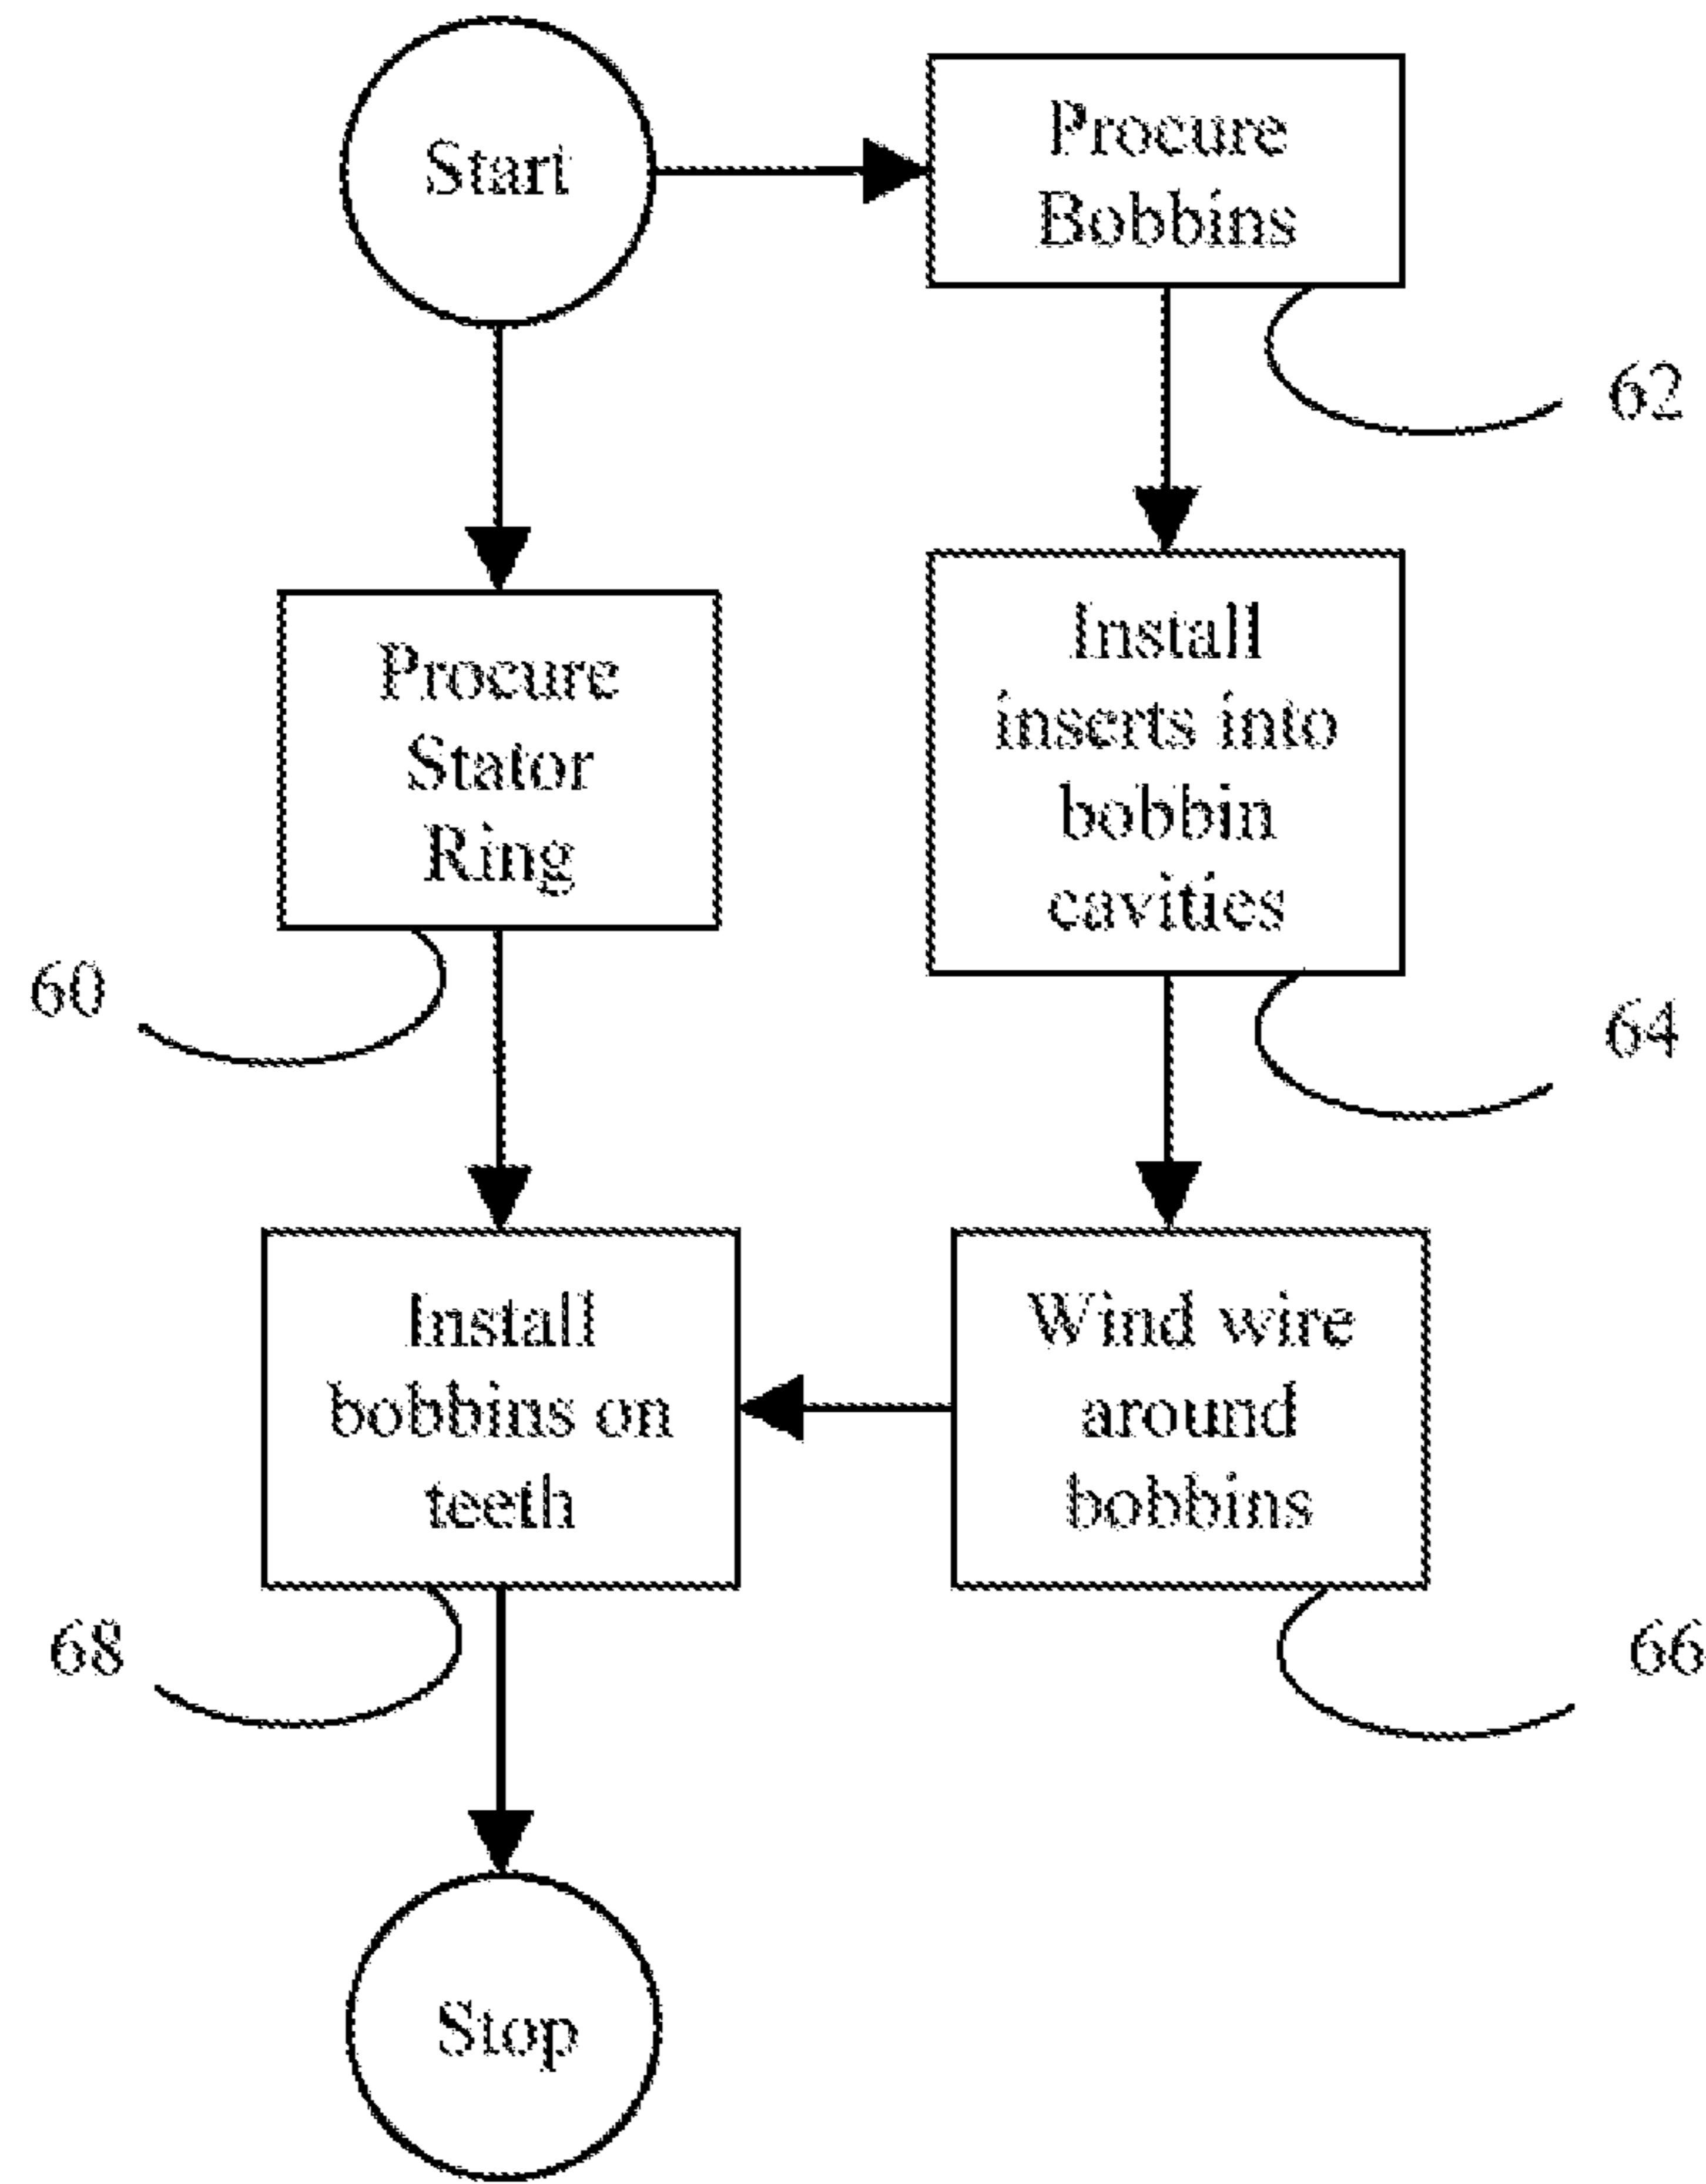 Start
Procure
Bobbins
62
Procure
Stator
Ring
60
Install
inserts into
bobbin
cavities
64
Install
bobbins on
teeth
68
Wind wire
around
bobbins
66
Stop